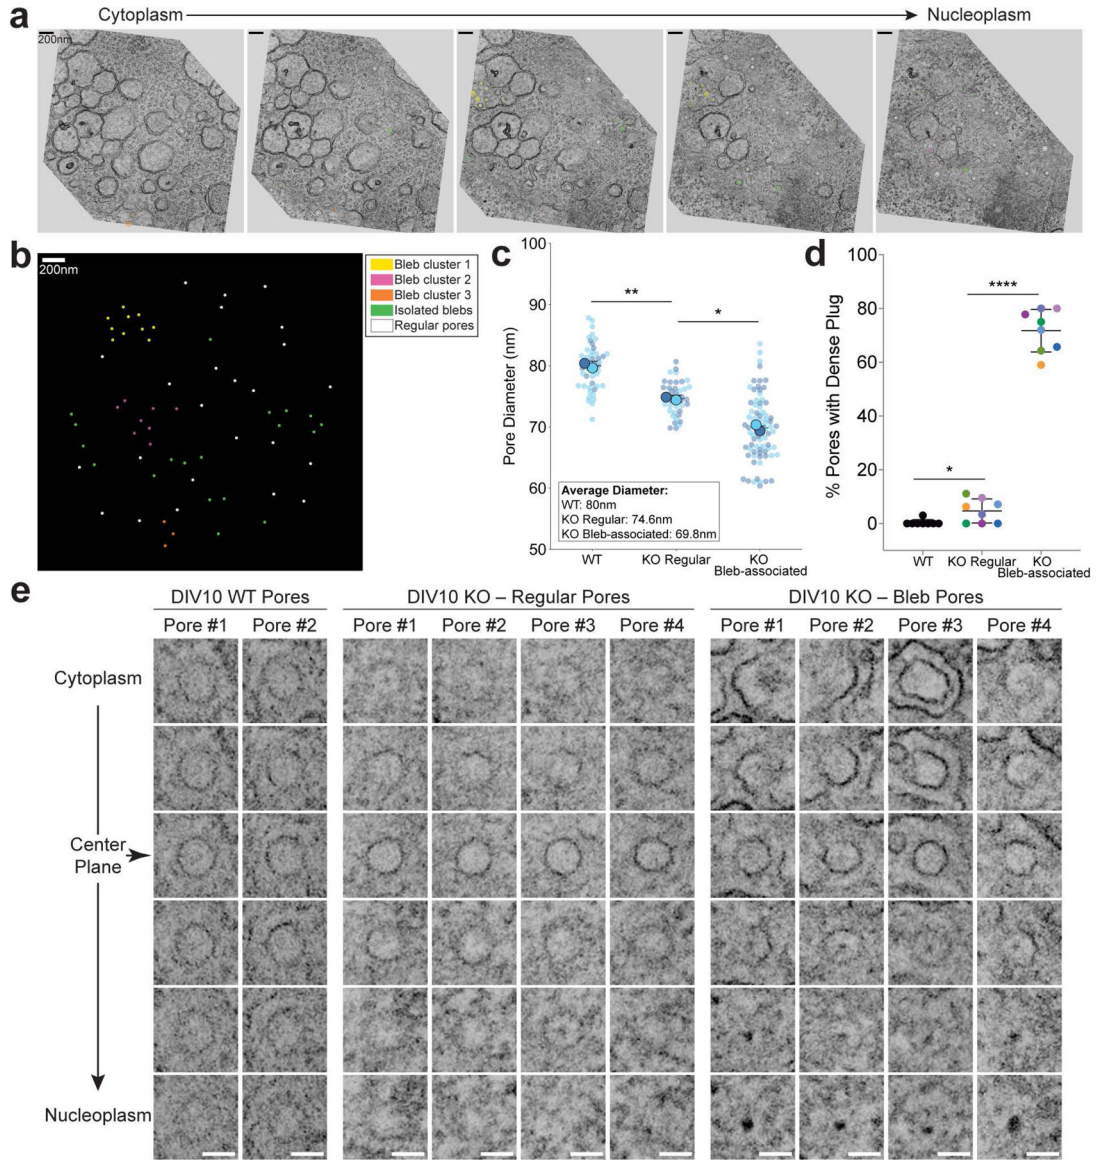 a
Cytoplasm
Nucleoplasm
200nm
b
200nm
Bleb cluster 1
Bleb cluster 2
Bleb cluster 3
Isolated blebs
Regular pores
c
Pore Diameter (nm)
100
90
80
70
60
50
**
*
Average Diameter:
WT: 80nm
KO Regular: 74.6nm
KO Bleb-associated: 69.8nm
WT
KO Regular
KO
Bleb-associated
d
% Pores with Dense Plug
100
80
60
40
20
0
*
****
WT
KO Regular
KO
Bleb-associated
e
DIV10 WT Pores
DIV10 KO – Regular Pores
DIV10 KO – Bleb Pores
Pore #1
Pore #2
Pore #1
Pore #2
Pore #3
Pore #4
Pore #1
Pore #2
Pore #3
Pore #4
Cytoplasm
Center
Plane
Nucleoplasm